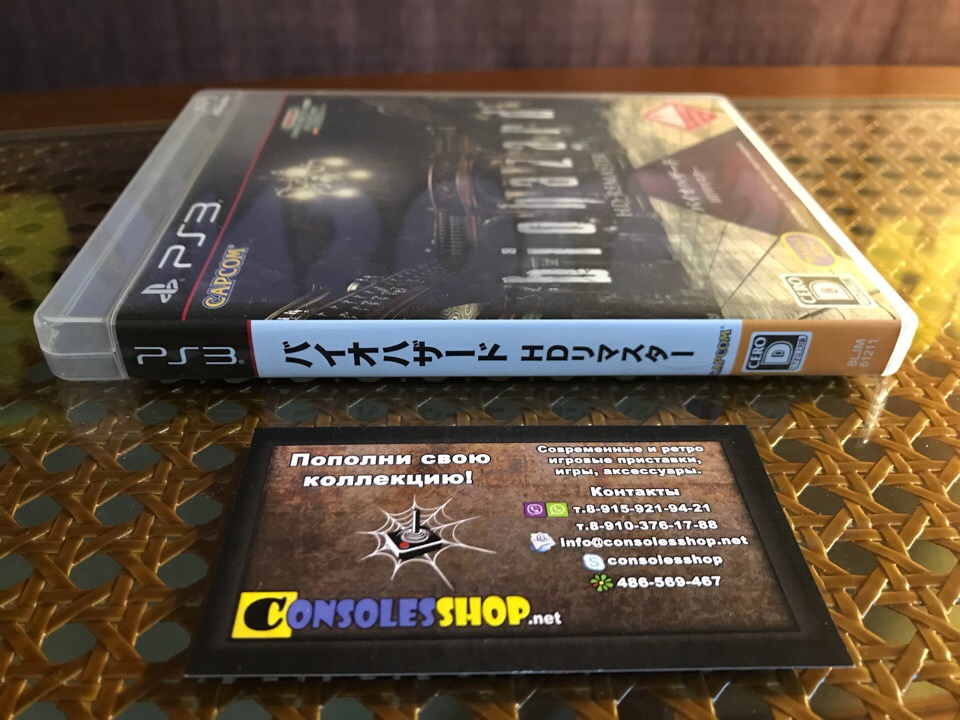 PS3
CAPCOM
biohazard
HD REMASTER
CERO
D
PS3
バイオハザード HDリマスター
CAPCOM
CERO
D
BLJM
61211
Пополни свою
коллекцию!
Современные и ретро
игровые приставки,
игры, аксессуары.
Контакты
т.8-915-921-94-21
т.8-910-376-17-88
info@consolesshop.net
consolesshop
486-569-467
CONSOLESSHOP.net